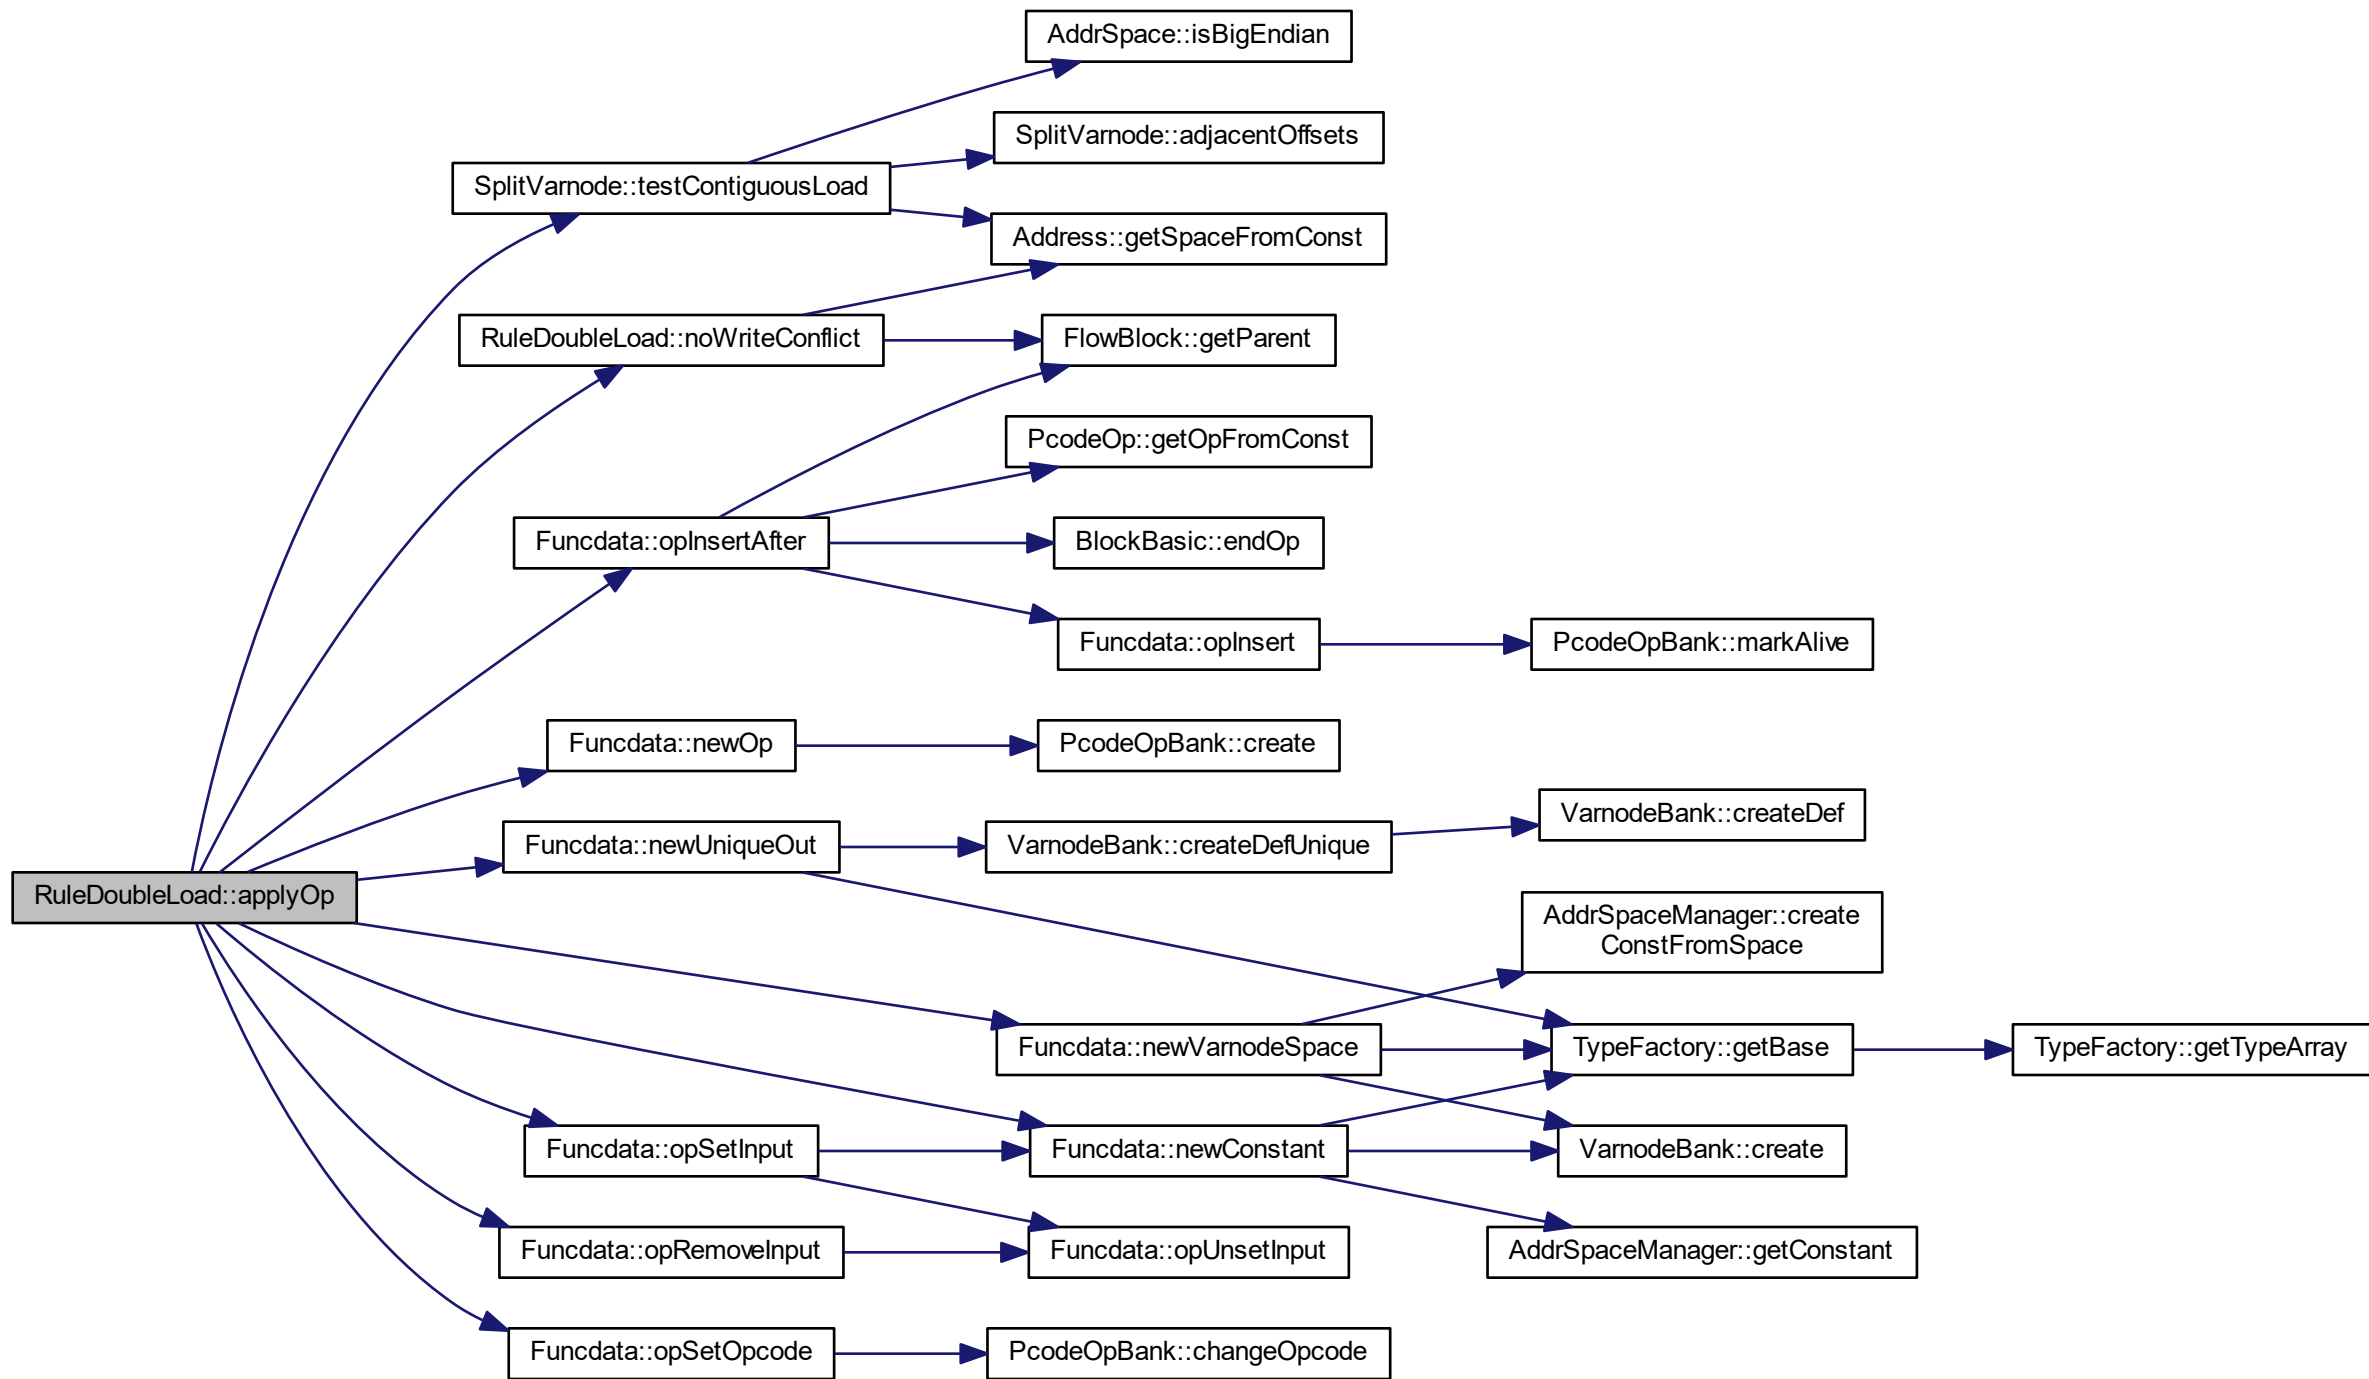 AddrSpace::isBigEndian
SplitVarnode::adjacentOffsets
SplitVarnode::testContiguousLoad
Address::getSpaceFromConst
RuleDoubleLoad::noWriteConflict
FlowBlock::getParent
PcodeOp::getOpFromConst
Funcdata::opInsertAfter
BlockBasic::endOp
Funcdata::opInsert
PcodeOpBank::markAlive
Funcdata::newOp
PcodeOpBank::create
VarnodeBank::createDef
Funcdata::newUniqueOut
VarnodeBank::createDefUnique
RuleDoubleLoad::applyOp
AddrSpaceManager::create
ConstFromSpace
Funcdata::newVarnodeSpace
TypeFactory::getBase
TypeFactory::getTypeArray
Funcdata::opSetInput
Funcdata::newConstant
VarnodeBank::create
Funcdata::opRemoveInput
Funcdata::opUnsetInput
AddrSpaceManager::getConstant
Funcdata::opSetOpcode
PcodeOpBank::changeOpcode